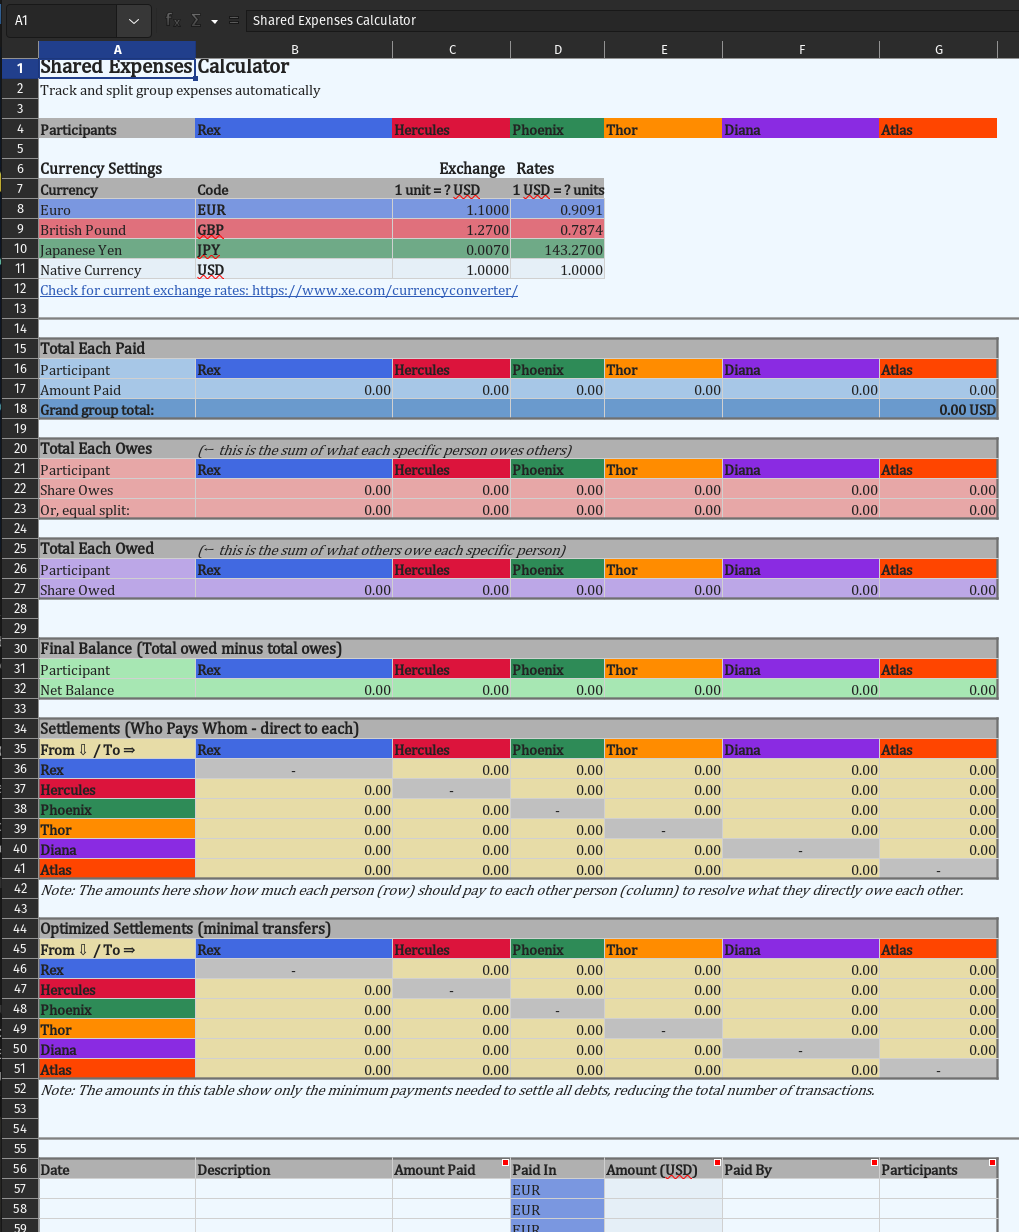 A1 Shared Expenses Calculator
A B C D E F G
1 Shared Expenses Calculator
2 Track and split group expenses automatically
3
4 Participants Rex Hercules Phoenix Thor Diana Atlas
5
6 Currency Settings Exchange Rates
7 Currency Code 1 unit = ? USD 1 USD = ? units
8 Euro EUR 1.1000 0.9091
9 British Pound GBP 1.2700 0.7874
10 Japanese Yen JPY 0.0070 143.2700
11 Native Currency USD 1.0000 1.0000
12 Check for current exchange rates: https://www.xe.com/currencyconverter/
13
14
15 Total Each Paid
16 Participant Rex Hercules Phoenix Thor Diana Atlas
17 Amount Paid 0.00 0.00 0.00 0.00 0.00 0.00
18 Grand group total: 0.00 USD
19
20 Total Each Owes (← this is the sum of what each specific person owes others)
21 Participant Rex Hercules Phoenix Thor Diana Atlas
22 Share Owes 0.00 0.00 0.00 0.00 0.00 0.00
23 Or, equal split: 0.00 0.00 0.00 0.00 0.00 0.00
24
25 Total Each Owed (← this is the sum of what others owe each specific person)
26 Participant Rex Hercules Phoenix Thor Diana Atlas
27 Share Owed 0.00 0.00 0.00 0.00 0.00 0.00
28
29
30 Final Balance (Total owed minus total owes)
31 Participant Rex Hercules Phoenix Thor Diana Atlas
32 Net Balance 0.00 0.00 0.00 0.00 0.00 0.00
33
34 Settlements (Who Pays Whom - direct to each)
35 From ⇩ / To ⇒ Rex Hercules Phoenix Thor Diana Atlas
36 Rex - 0.00 0.00 0.00 0.00 0.00
37 Hercules 0.00 - 0.00 0.00 0.00 0.00
38 Phoenix 0.00 0.00 - 0.00 0.00 0.00
39 Thor 0.00 0.00 0.00 - 0.00 0.00
40 Diana 0.00 0.00 0.00 0.00 - 0.00
41 Atlas 0.00 0.00 0.00 0.00 0.00 -
42 Note: The amounts here show how much each person (row) should pay to each other person (column) to resolve what they directly owe each other.
43
44 Optimized Settlements (minimal transfers)
45 From ⇩ / To ⇒ Rex Hercules Phoenix Thor Diana Atlas
46 Rex - 0.00 0.00 0.00 0.00 0.00
47 Hercules 0.00 - 0.00 0.00 0.00 0.00
48 Phoenix 0.00 0.00 - 0.00 0.00 0.00
49 Thor 0.00 0.00 0.00 - 0.00 0.00
50 Diana 0.00 0.00 0.00 0.00 - 0.00
51 Atlas 0.00 0.00 0.00 0.00 0.00 -
52 Note: The amounts in this table show only the minimum payments needed to settle all debts, reducing the total number of transactions.
53
54
55
56 Date Description Amount Paid Paid In Amount (USD) Paid By Participants
57 EUR
58 EUR
59 EUR